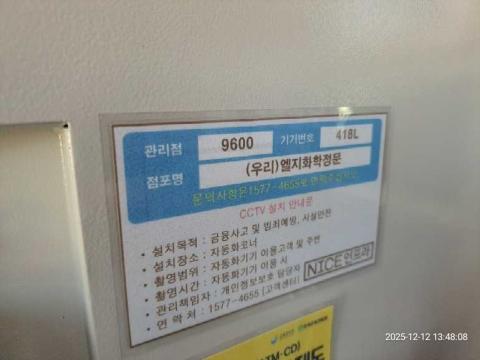 관리점 9600 기기번호 418L
점포명 (우리)엘지화학정문
문의사항은1577-4655로 연락주십시오
CCTV 설치 안내문
· 설치목적 : 금융사고 및 범죄예방, 시설안전
· 설치장소 : 자동화코너
· 촬영범위 : 자동화기기 이용고객 및 주변
· 촬영시간 : 자동화기기 이용 시
· 관리책임자 : 개인정보보호 담당자
· 연 락 처 : 1577-4655 (고객센터)
NICE인프라
2025-12-12 13:48:08